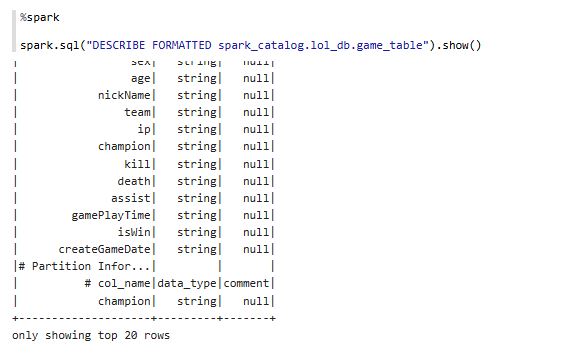 %spark
spark.sql("DESCRIBE FORMATTED spark_catalog.lol_db.game_table").show()
| sex| string| null|
| age| string| null|
| nickName| string| null|
| team| string| null|
| ip| string| null|
| champion| string| null|
| kill| string| null|
| death| string| null|
| assist| string| null|
| gamePlayTime| string| null|
| isWin| string| null|
| createGameDate| string| null|
|# Partition Infor...| | |
| # col_name|data_type|comment|
| champion| string| null|
+--------------------+---------+-------+
only showing top 20 rows